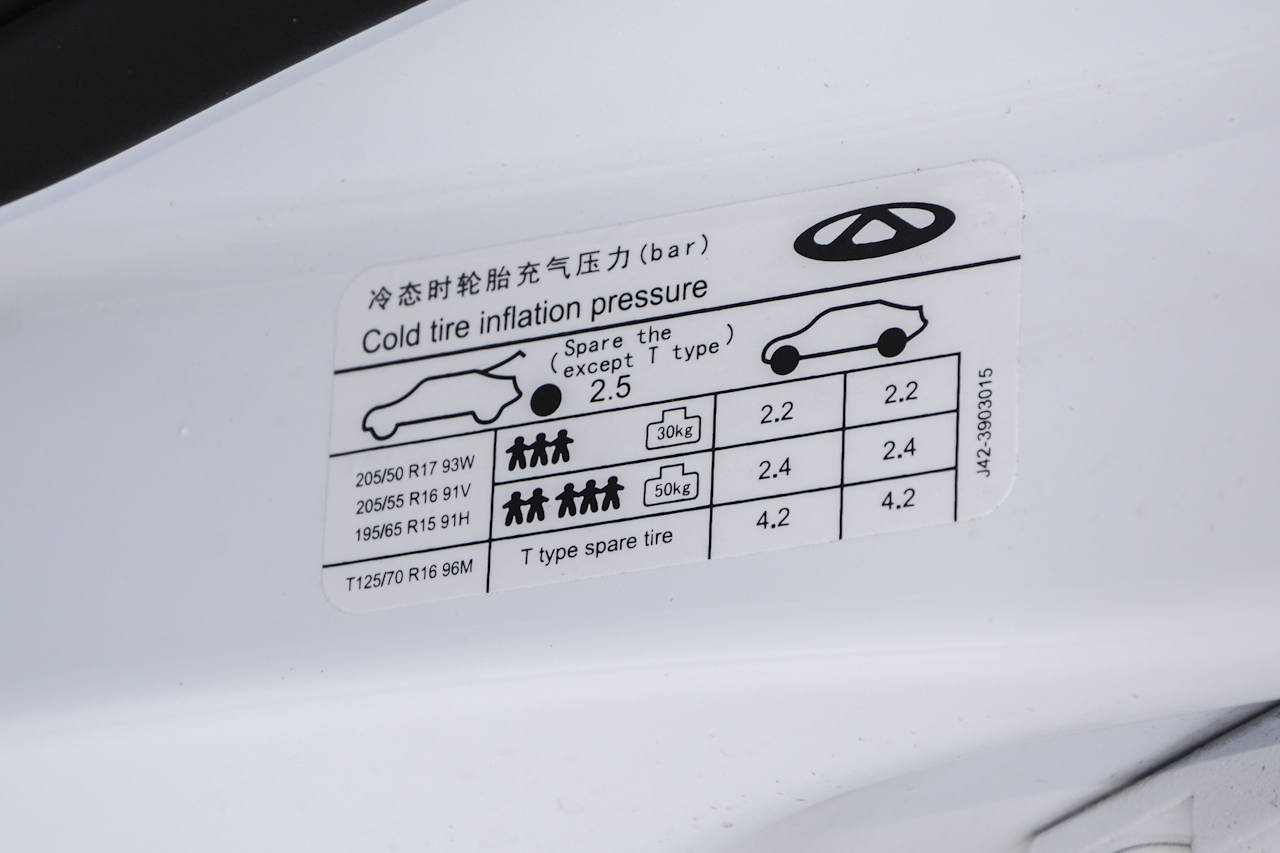 冷态时轮胎充气压力(bar)
Cold tire inflation pressure
(Spare the
except T type)
2.5
205/50 R17 93W
205/55 R16 91V
195/65 R15 91H
30kg 2.2 2.2
50kg 2.4 2.4
T125/70 R16 96M T type spare tire 4.2 4.2
J42-3903015